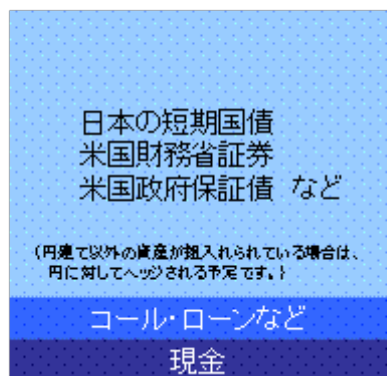 日本の短期国債
米国財務省証券
米国政府保証債 など
(円建て以外の資産が組入れられている場合は、
円に対してヘッジされる予定です。)
コール・ローンなど
現金